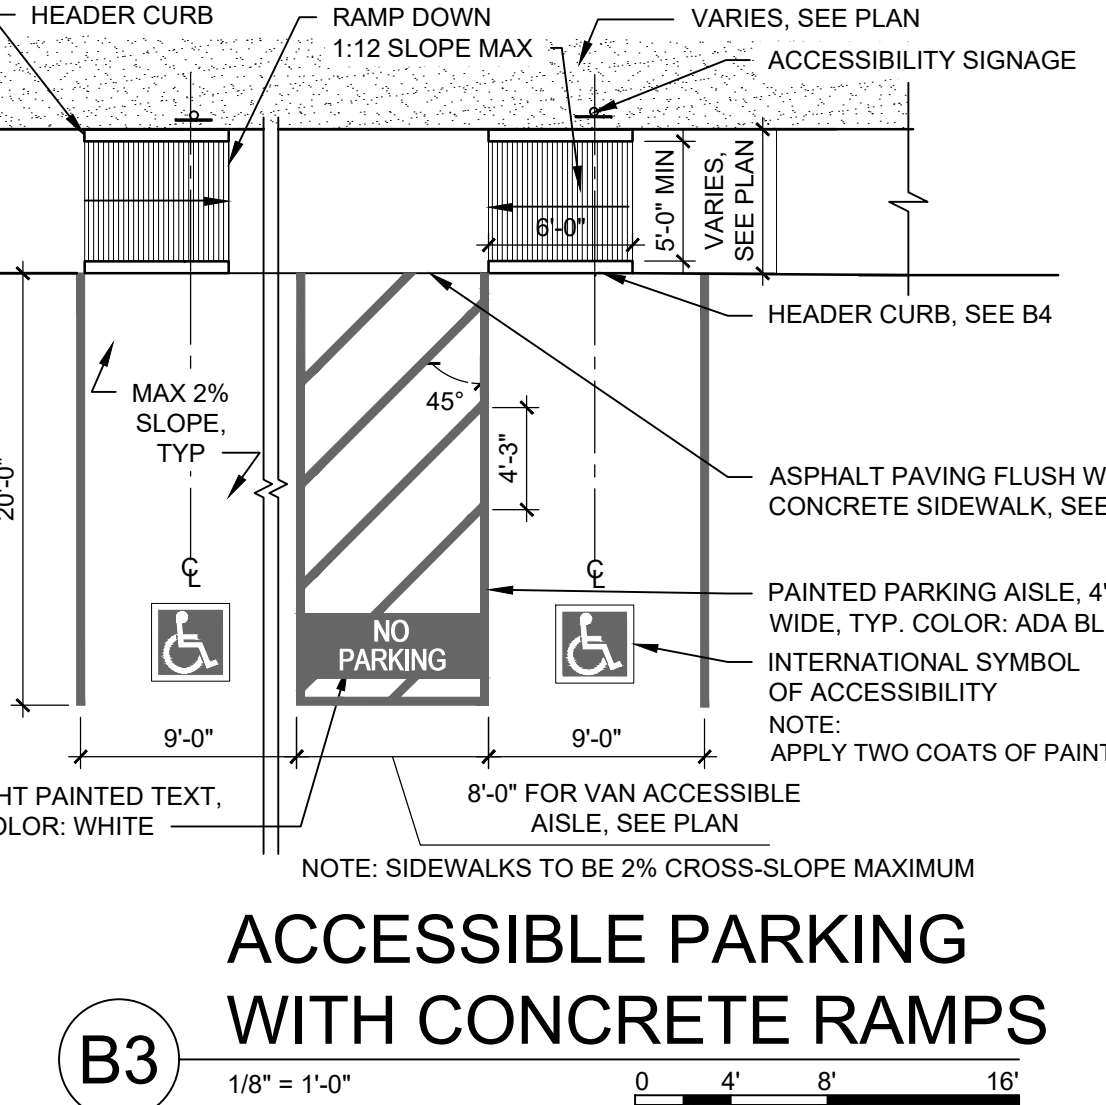 HEADER CURB
RAMP DOWN
1:12 SLOPE MAX
VARIES, SEE PLAN
ACCESSIBILITY SIGNAGE
6'-0"
5'-0" MIN
VARIES,
SEE PLAN
HEADER CURB, SEE B4
MAX 2%
SLOPE,
TYP
45°
4'-3"
20'-0"
ASPHALT PAVING FLUSH W
CONCRETE SIDEWALK, SEE
PAINTED PARKING AISLE, 4'
WIDE, TYP. COLOR: ADA BL
INTERNATIONAL SYMBOL
OF ACCESSIBILITY
NOTE:
APPLY TWO COATS OF PAINT
CL
CL
NO
PARKING
9'-0"
9'-0"
HT PAINTED TEXT,
OLOR: WHITE
8'-0" FOR VAN ACCESSIBLE
AISLE, SEE PLAN
NOTE: SIDEWALKS TO BE 2% CROSS-SLOPE MAXIMUM
ACCESSIBLE PARKING
WITH CONCRETE RAMPS
B3
1/8" = 1'-0"
0 4' 8' 16'